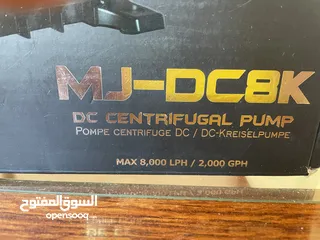 MJ-DC8K
DC CENTRIFUGAL PUMP
POMPE CENTRIFUGE DC / DC-KREISELPUMPE
MAX 8,000 LPH / 2,000 GPH
السوق المفتوح
opensooq.com